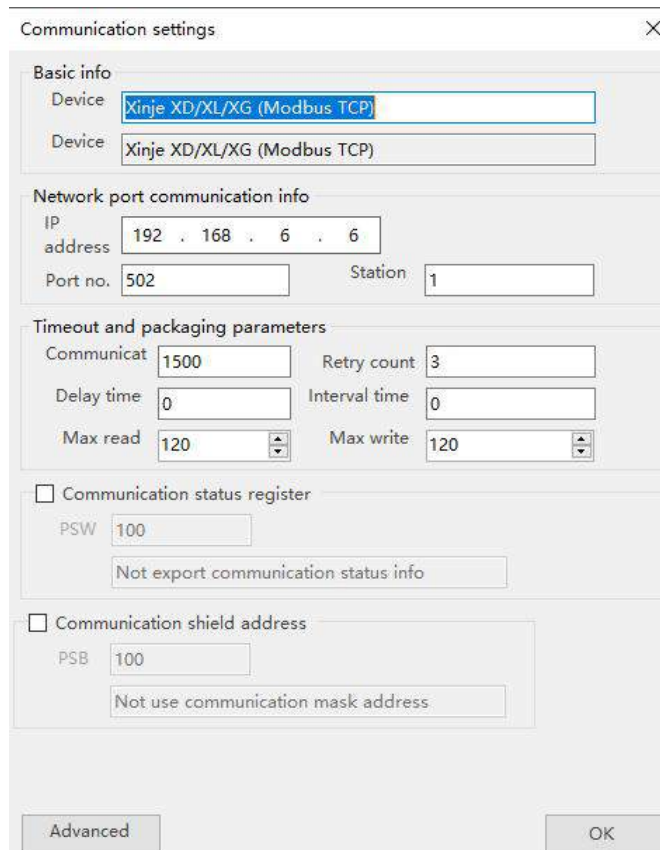 Communication settings
Basic info
Device Xinje XD/XL/XG (Modbus TCP)
Device Xinje XD/XL/XG (Modbus TCP)
Network port communication info
IP
address 192 . 168 . 6 . 6
Port no. 502 Station 1
Timeout and packaging parameters
Communicat 1500 Retry count 3
Delay time 0 Interval time 0
Max read 120 Max write 120
Communication status register
PSW 100
Not export communication status info
Communication shield address
PSB 100
Not use communication mask address
Advanced OK